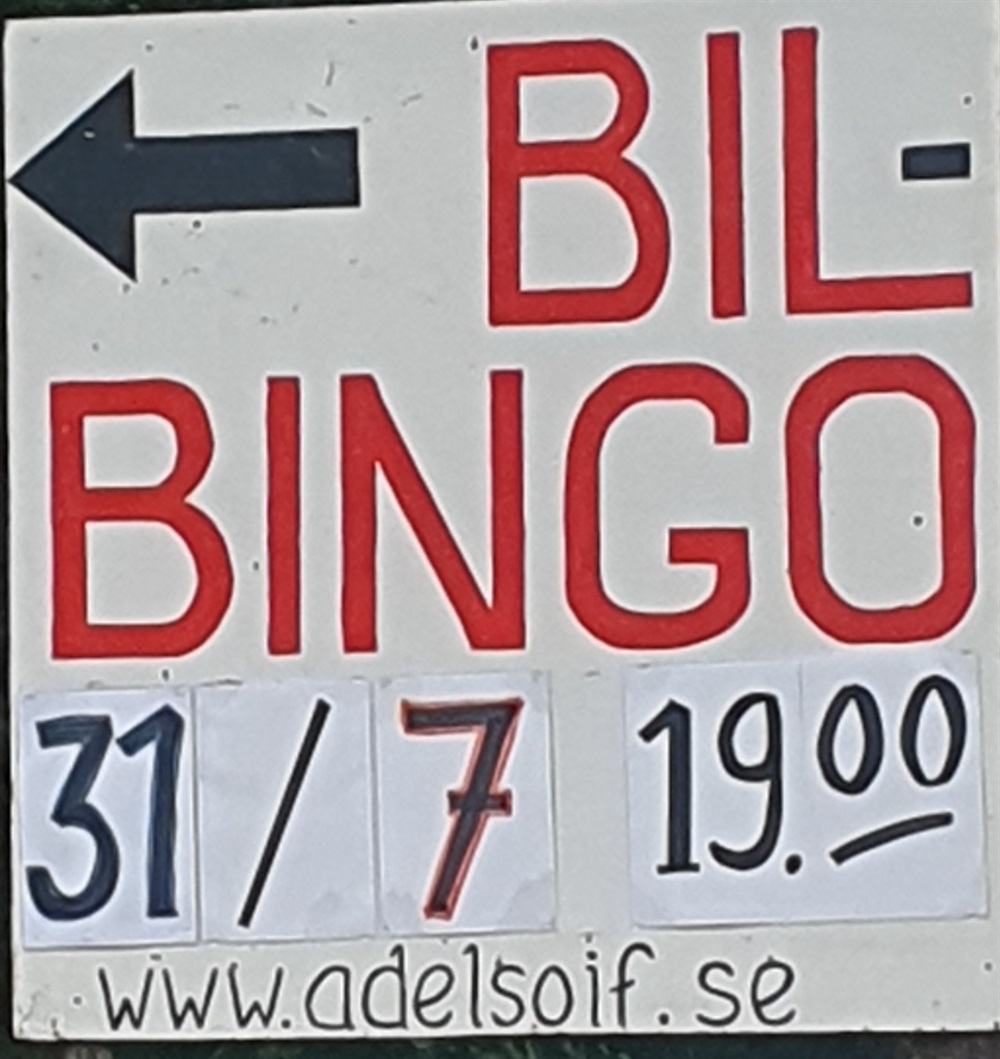 BIL-
BINGO
31/7 19.00
www.adelsoif.se